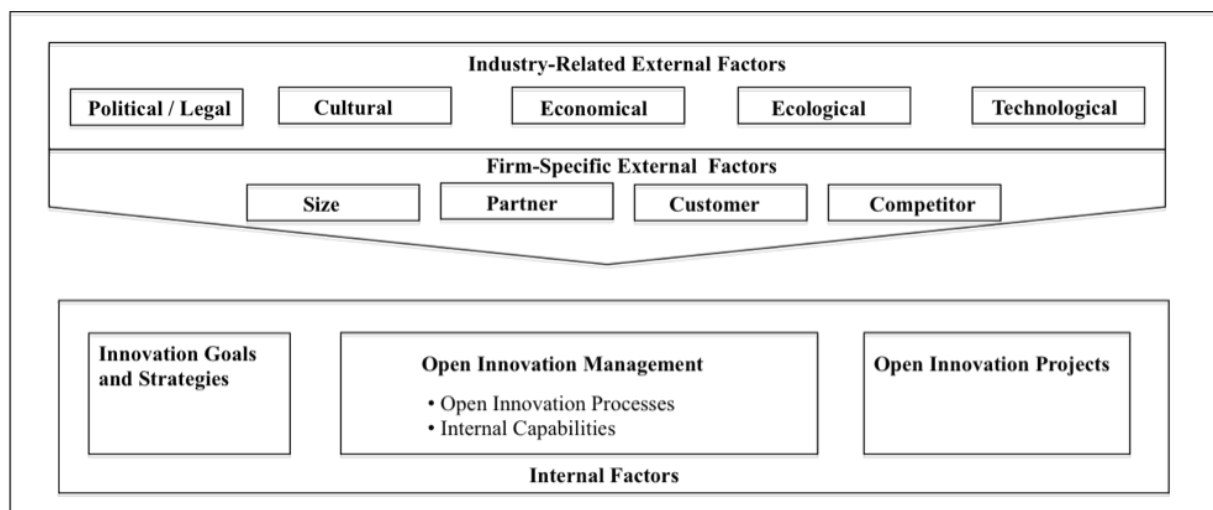 Industry-Related External Factors
Political / Legal
Cultural
Economical
Ecological
Technological
Firm-Specific External Factors
Size
Partner
Customer
Competitor
Innovation Goals
and Strategies
Open Innovation Management
• Open Innovation Processes
• Internal Capabilities
Open Innovation Projects
Internal Factors